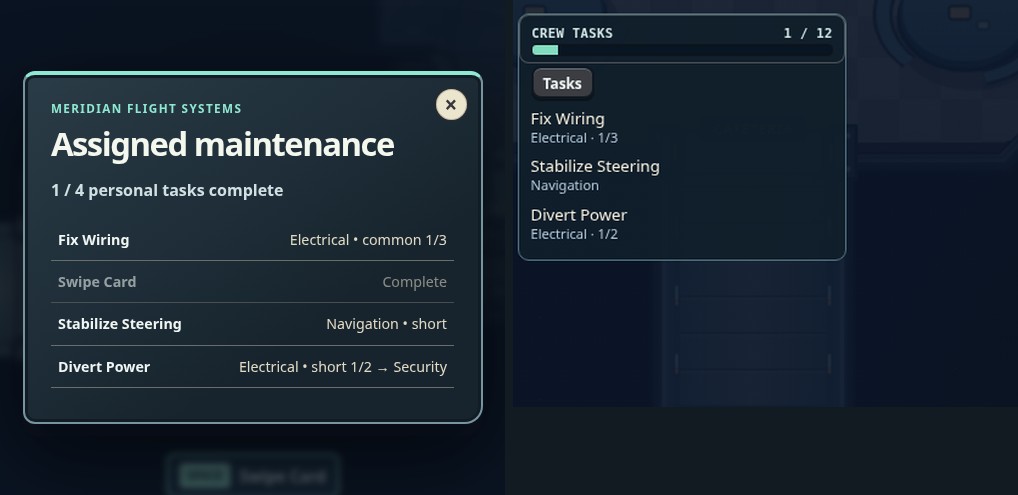 MERIDIAN FLIGHT SYSTEMS
Assigned maintenance
1 / 4 personal tasks complete
Fix Wiring Electrical • common 1/3
Swipe Card Complete
Stabilize Steering Navigation • short
Divert Power Electrical • short 1/2 → Security
Swipe Card
CREW TASKS 1 / 12
Tasks
Fix Wiring
Electrical · 1/3
Stabilize Steering
Navigation
Divert Power
Electrical · 1/2